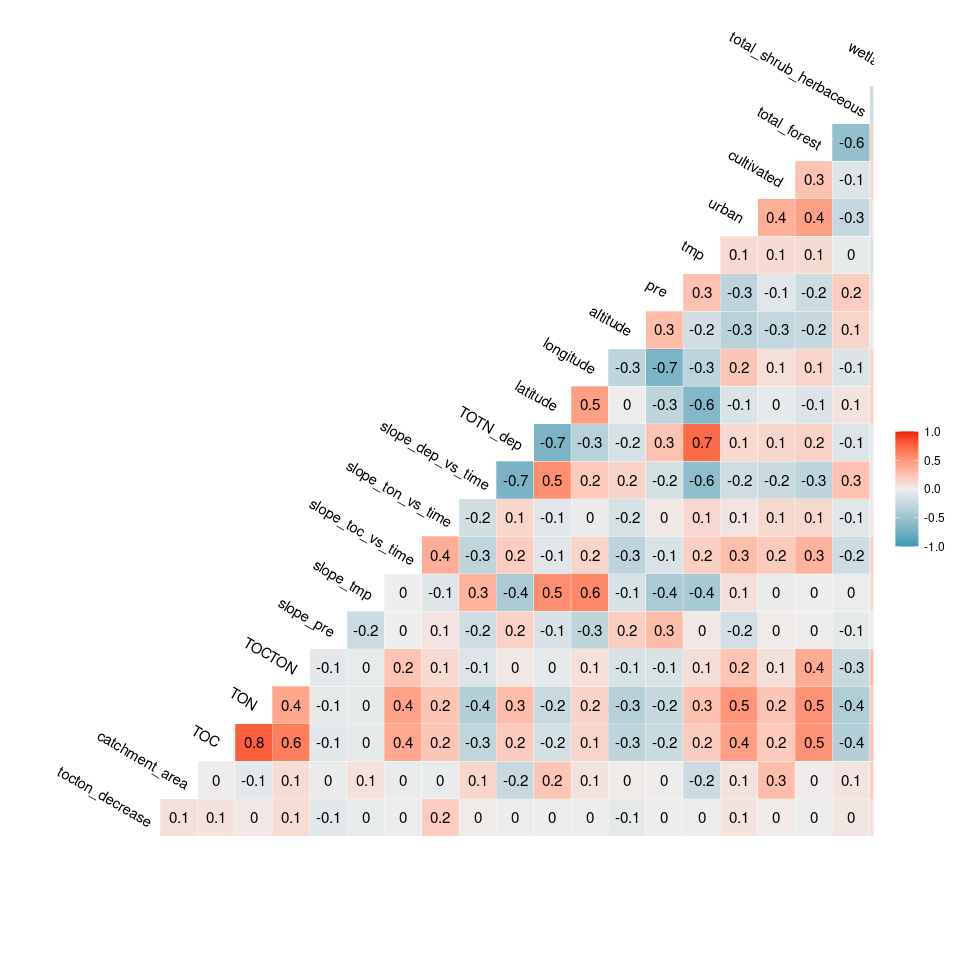 wetla
total_shrub_herbaceous
total_forest -0.6
cultivated 0.3 -0.1
urban 0.4 0.4 -0.3
tmp 0.1 0.1 0.1 0
pre 0.3 -0.3 -0.1 -0.2 0.2
altitude 0.3 -0.2 -0.3 -0.3 -0.2 0.1
longitude -0.3 -0.7 -0.3 0.2 0.1 0.1 -0.1
latitude 0.5 0 -0.3 -0.6 -0.1 0 -0.1 0.1
TOTN_dep -0.7 -0.3 -0.2 0.3 0.7 0.1 0.1 0.2 -0.1
slope_dep_vs_time -0.7 0.5 0.2 0.2 -0.2 -0.6 -0.2 -0.2 -0.3 0.3
slope_ton_vs_time -0.2 0.1 -0.1 0 -0.2 0 0.1 0.1 0.1 0.1 -0.1
slope_toc_vs_time 0.4 -0.3 0.2 -0.1 0.2 -0.3 -0.1 0.2 0.3 0.2 0.3 -0.2
slope_tmp 0 -0.1 0.3 -0.4 0.5 0.6 -0.1 -0.4 -0.4 0.1 0 0 0
slope_pre -0.2 0 0.1 -0.2 0.2 -0.1 -0.3 0.2 0.3 0 -0.2 0 0 -0.1
TOCTON -0.1 0 0.2 0.1 -0.1 0 0 0.1 -0.1 -0.1 0.1 0.2 0.1 0.4 -0.3
TON 0.4 -0.1 0 0.4 0.2 -0.4 0.3 -0.2 0.2 -0.3 -0.2 0.3 0.5 0.2 0.5 -0.4
TOC 0.8 0.6 -0.1 0 0.4 0.2 -0.3 0.2 -0.2 0.1 -0.3 -0.2 0.2 0.4 0.2 0.5 -0.4
catchment_area 0 -0.1 0.1 0 0.1 0 0 0.1 -0.2 0.2 0.1 0 0 -0.2 0.1 0.3 0 0.1
tocton_decrease 0.1 0.1 0 0.1 -0.1 0 0 0.2 0 0 0 0 -0.1 0 0 0.1 0 0 0
1.0
0.5
0.0
-0.5
-1.0